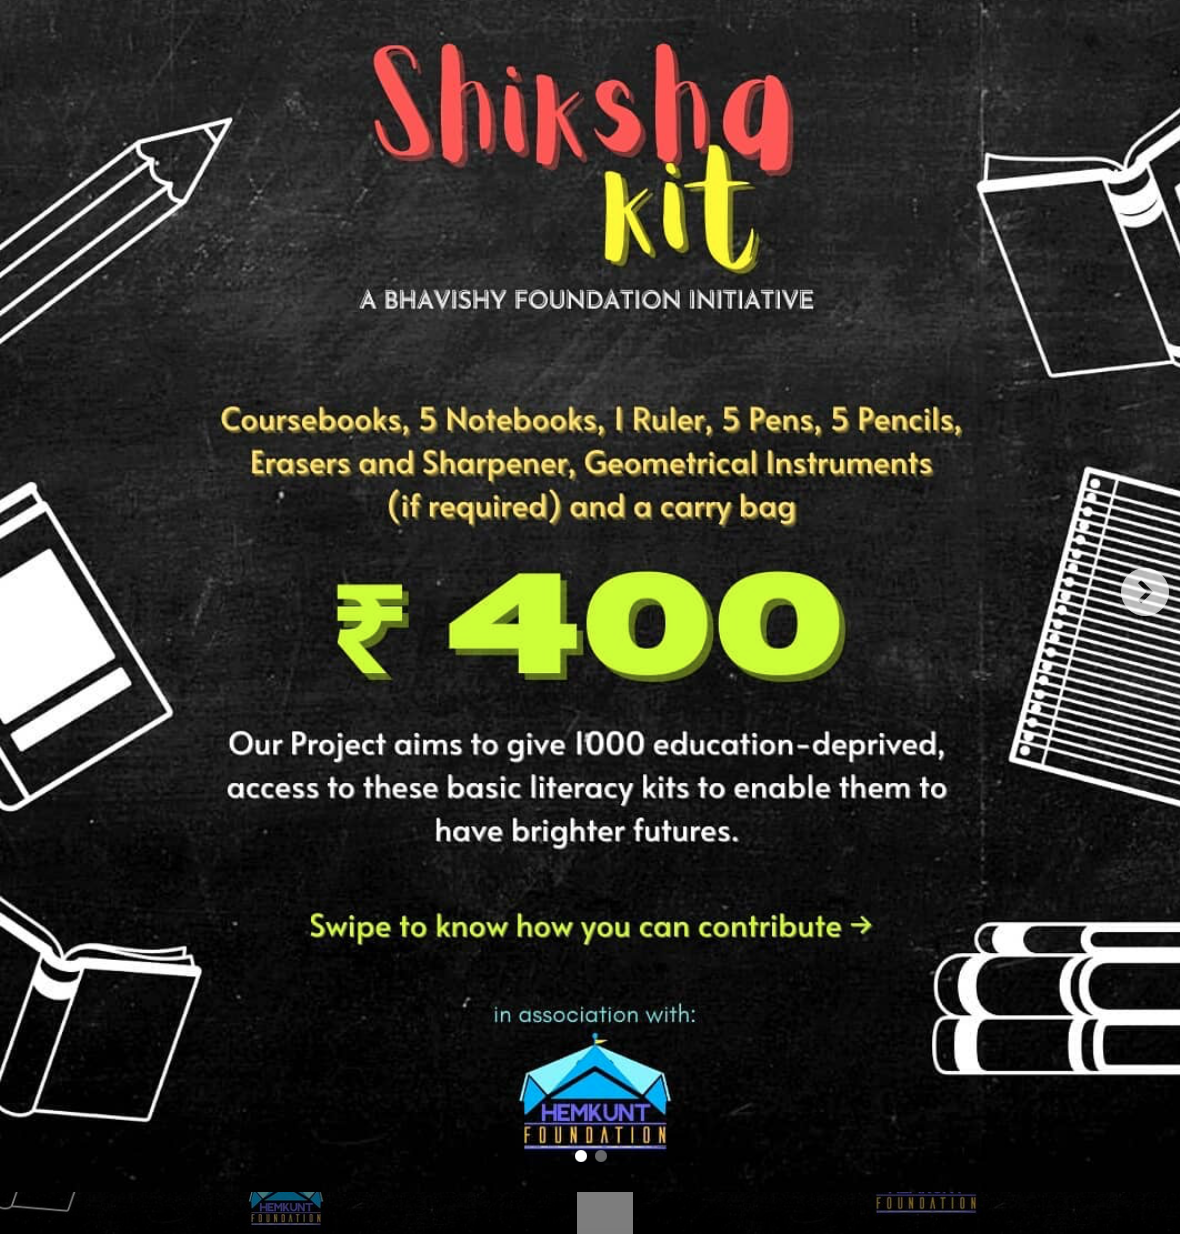 Shiksha
kit
A BHAVISHY FOUNDATION INITIATIVE
Coursebooks, 5 Notebooks, 1 Ruler, 5 Pens, 5 Pencils,
Erasers and Sharpener, Geometrical Instruments
(if required) and a carry bag
₹ 400
Our Project aims to give 1000 education-deprived,
access to these basic literacy kits to enable them to
have brighter futures.
Swipe to know how you can contribute →
in association with:
HEMKUNT
FOUNDATION
HEMKUNT
FOUNDATION
FOUNDATION